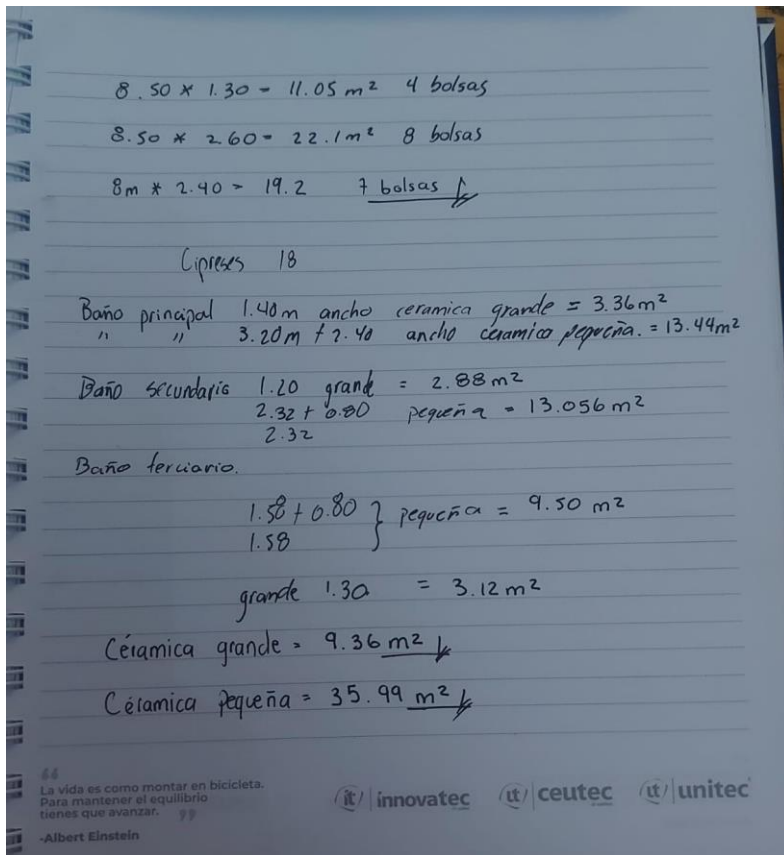 8.50 * 1.30 = 11.05 m² 4 bolsas
8.50 * 2.60 = 22.1 m² 8 bolsas
8m * 2.40 = 19.2 7 bolsas
Cipreses 18
Baño principal 1.40m ancho ceramica grande = 3.36m²
" " 3.20m + 2.40 ancho ceramica pequeña. = 13.44m²
Baño secundario 1.20 grande = 2.88 m²
2.32 + 0.80 pequeña = 13.056 m²
2.32
Baño terciario.
1.58 + 0.80 } pequeña = 9.50 m²
1.58
grande 1.30 = 3.12 m²
Cerámica grande = 9.36 m²
Cerámica pequeña = 35.99 m²
“
La vida es como montar en bicicleta.
Para mantener el equilibrio
tienes que avanzar. ”
-Albert Einstein
it/ innovatec ut/ ceutec ut/ unitec